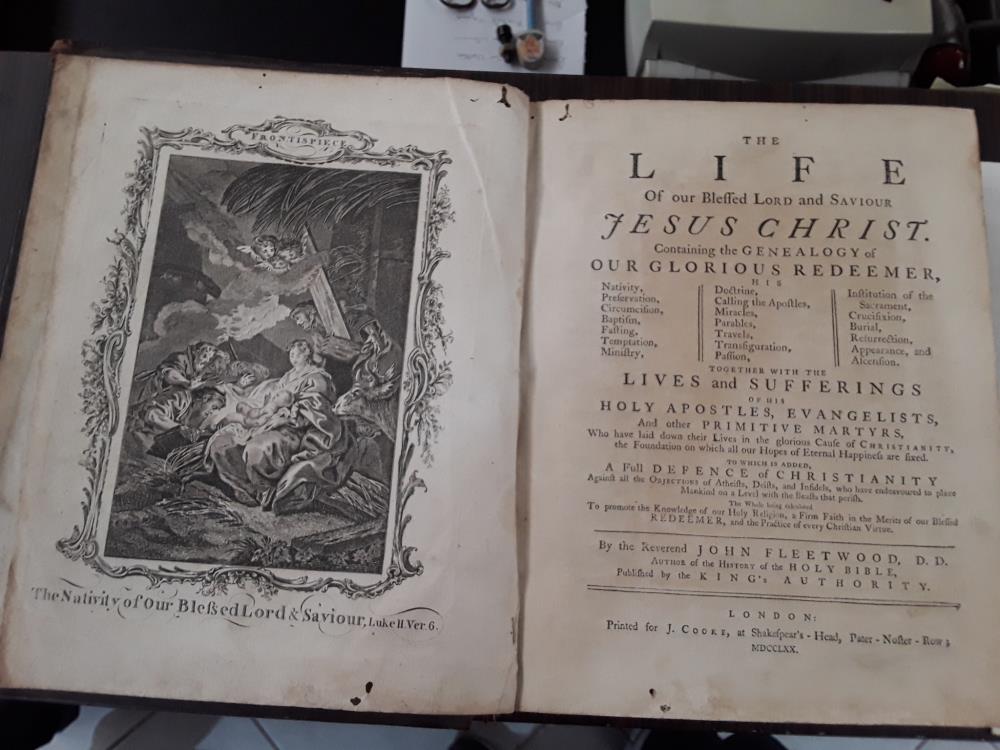 FRONTISPIECE
The Nativity of Our Bleſsed Lord & Saviour, Luke II. Ver. 6.
THE
LIFE
Of our Bleſſed LORD and SAVIOUR
JESUS CHRIST.
Containing the GENEALOGY of
OUR GLORIOUS REDEEMER,
HIS
Nativity,
Preſervation,
Circumciſion,
Baptiſm,
Faſting,
Temptation,
Miniſtry,
Doctrine,
Calling the Apoſtles,
Miracles,
Parables,
Travels,
Transfiguration,
Paſſion,
Inſtitution of the
Sacrament,
Crucifixion,
Burial,
Reſurrection,
Appearance, and
Aſcenſion.
TOGETHER WITH THE
LIVES and SUFFERINGS
OF HIS
HOLY APOSTLES, EVANGELISTS,
And other PRIMITIVE MARTYRS,
Who have laid down their Lives in the glorious Cauſe of CHRISTIANITY,
the Foundation on which all our Hopes of Eternal Happineſs are fixed.
TO WHICH IS ADDED,
A Full DEFENCE of CHRISTIANITY
Againſt all the OBJECTIONS of Atheiſts, Deiſts, and Infidels, who have endeavoured to place
Mankind on a Level with the Beaſts that periſh.
The Whole being calculated
To promote the Knowledge of our Holy Religion, a Firm Faith in the Merits of our Bleſſed
REDEEMER, and the Practice of every Chriſtian Virtue.
By the Reverend JOHN FLEETWOOD, D. D.
AUTHOR of the HISTORY of the HOLY BIBLE,
Publiſhed by the KING's AUTHORITY.
LONDON:
Printed for J. COOKE, at Shakeſpear's-Head, Pater-Noſter-Row;
MDCCLXX.